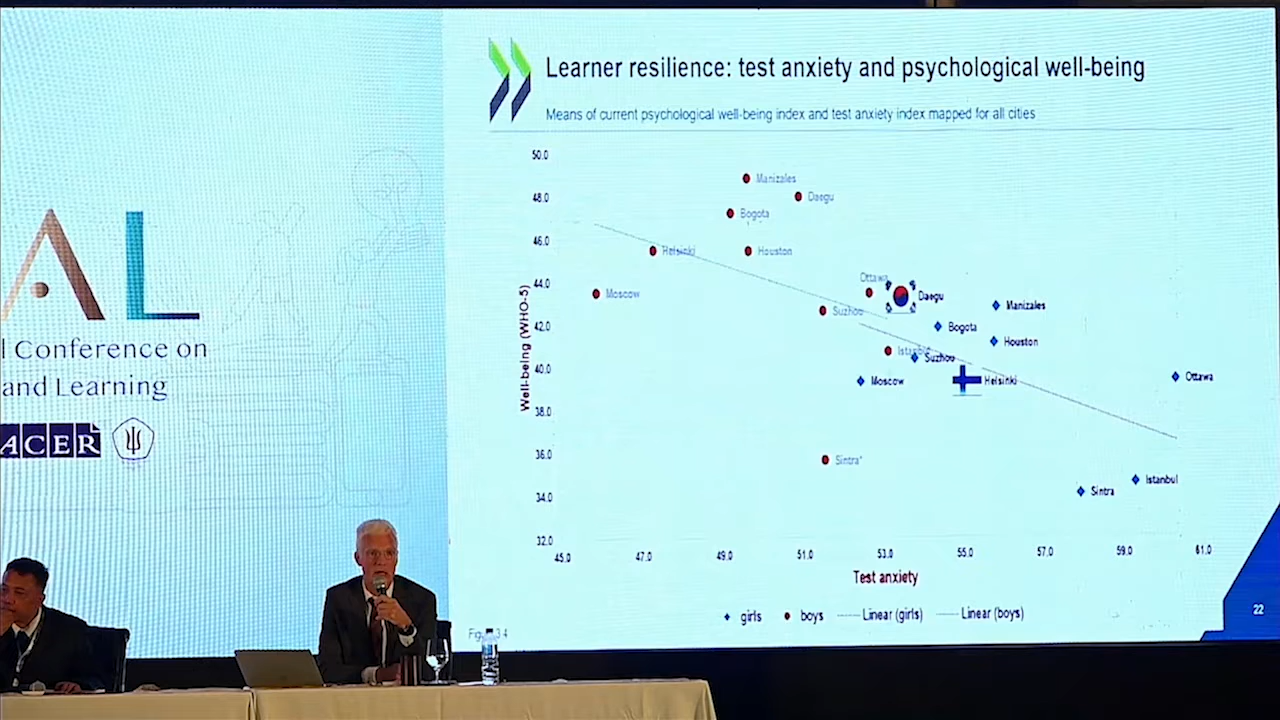 AL
l Conference on
and Learning
ACER
Learner resilience: test anxiety and psychological well-being
Means of current psychological well-being index and test anxiety index mapped for all cities
50.0
48.0
46.0
44.0
42.0
40.0
38.0
36.0
34.0
32.0
Well-being (WHO-5)
Manizales
Daegu
Bogota
Helsinki
Houston
Moscow
Ottawa
Daegu
Manizales
Suzhou
Bogota
Houston
Istanbul
Suzhou
Moscow
Helsinki
Ottawa
Sintra*
Sintra
Istanbul
45.0 47.0 49.0 51.0 53.0 55.0 57.0 59.0 61.0
Test anxiety
girls boys Linear (girls) Linear (boys)
22